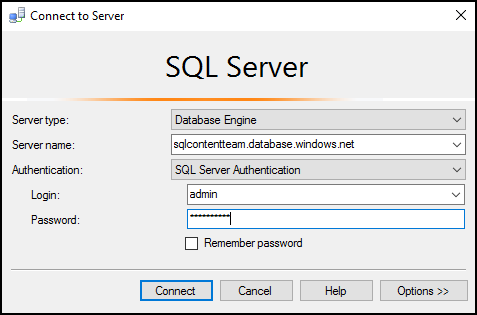 Connect to Server
SQL Server
Server type: Database Engine
Server name: sqlcontentteam.database.windows.net
Authentication: SQL Server Authentication
Login: admin
Password: **********
Remember password
Connect Cancel Help Options >>